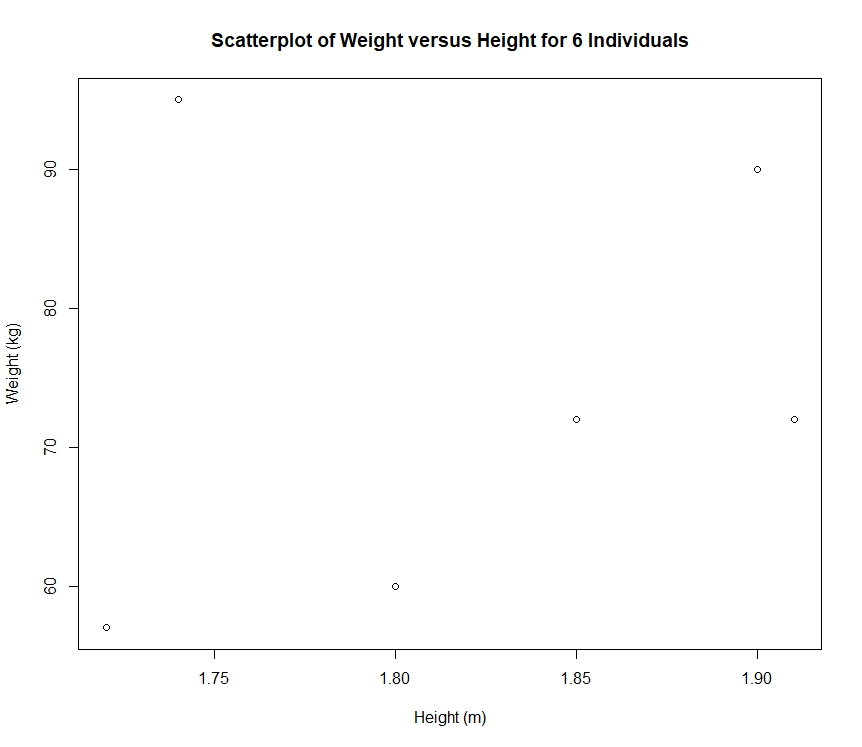 Scatterplot of Weight versus Height for 6 Individuals
Weight (kg)
90
80
70
60
1.75 1.80 1.85 1.90
Height (m)